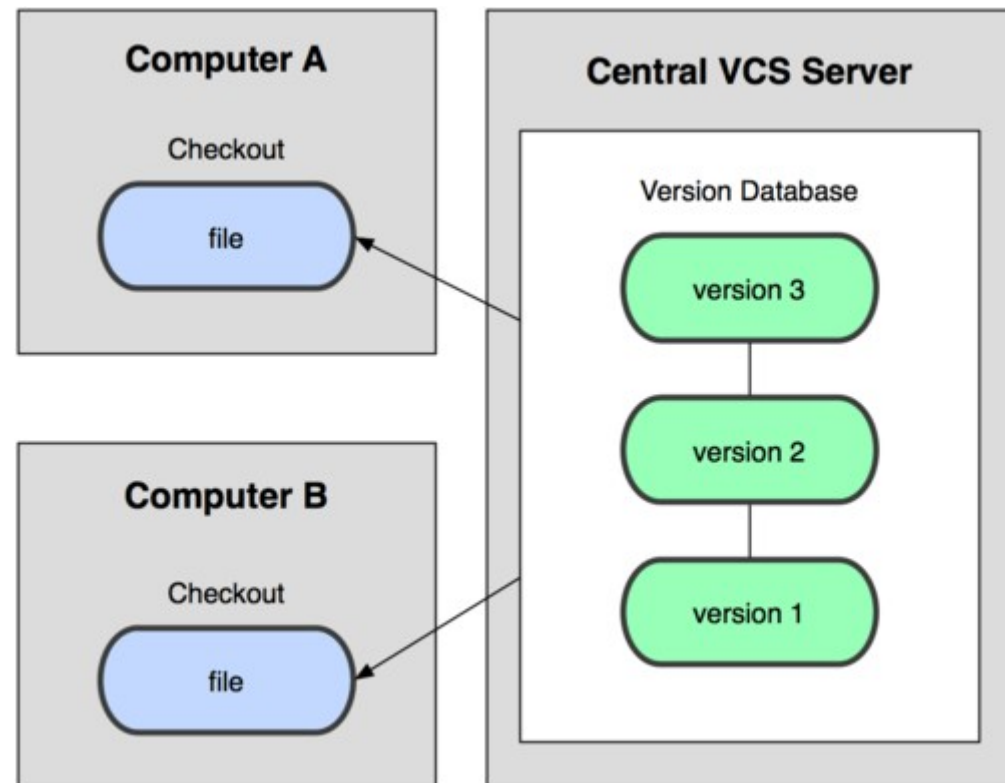 Computer A
Checkout
file
Computer B
Checkout
file
Central VCS Server
Version Database
version 3
version 2
version 1